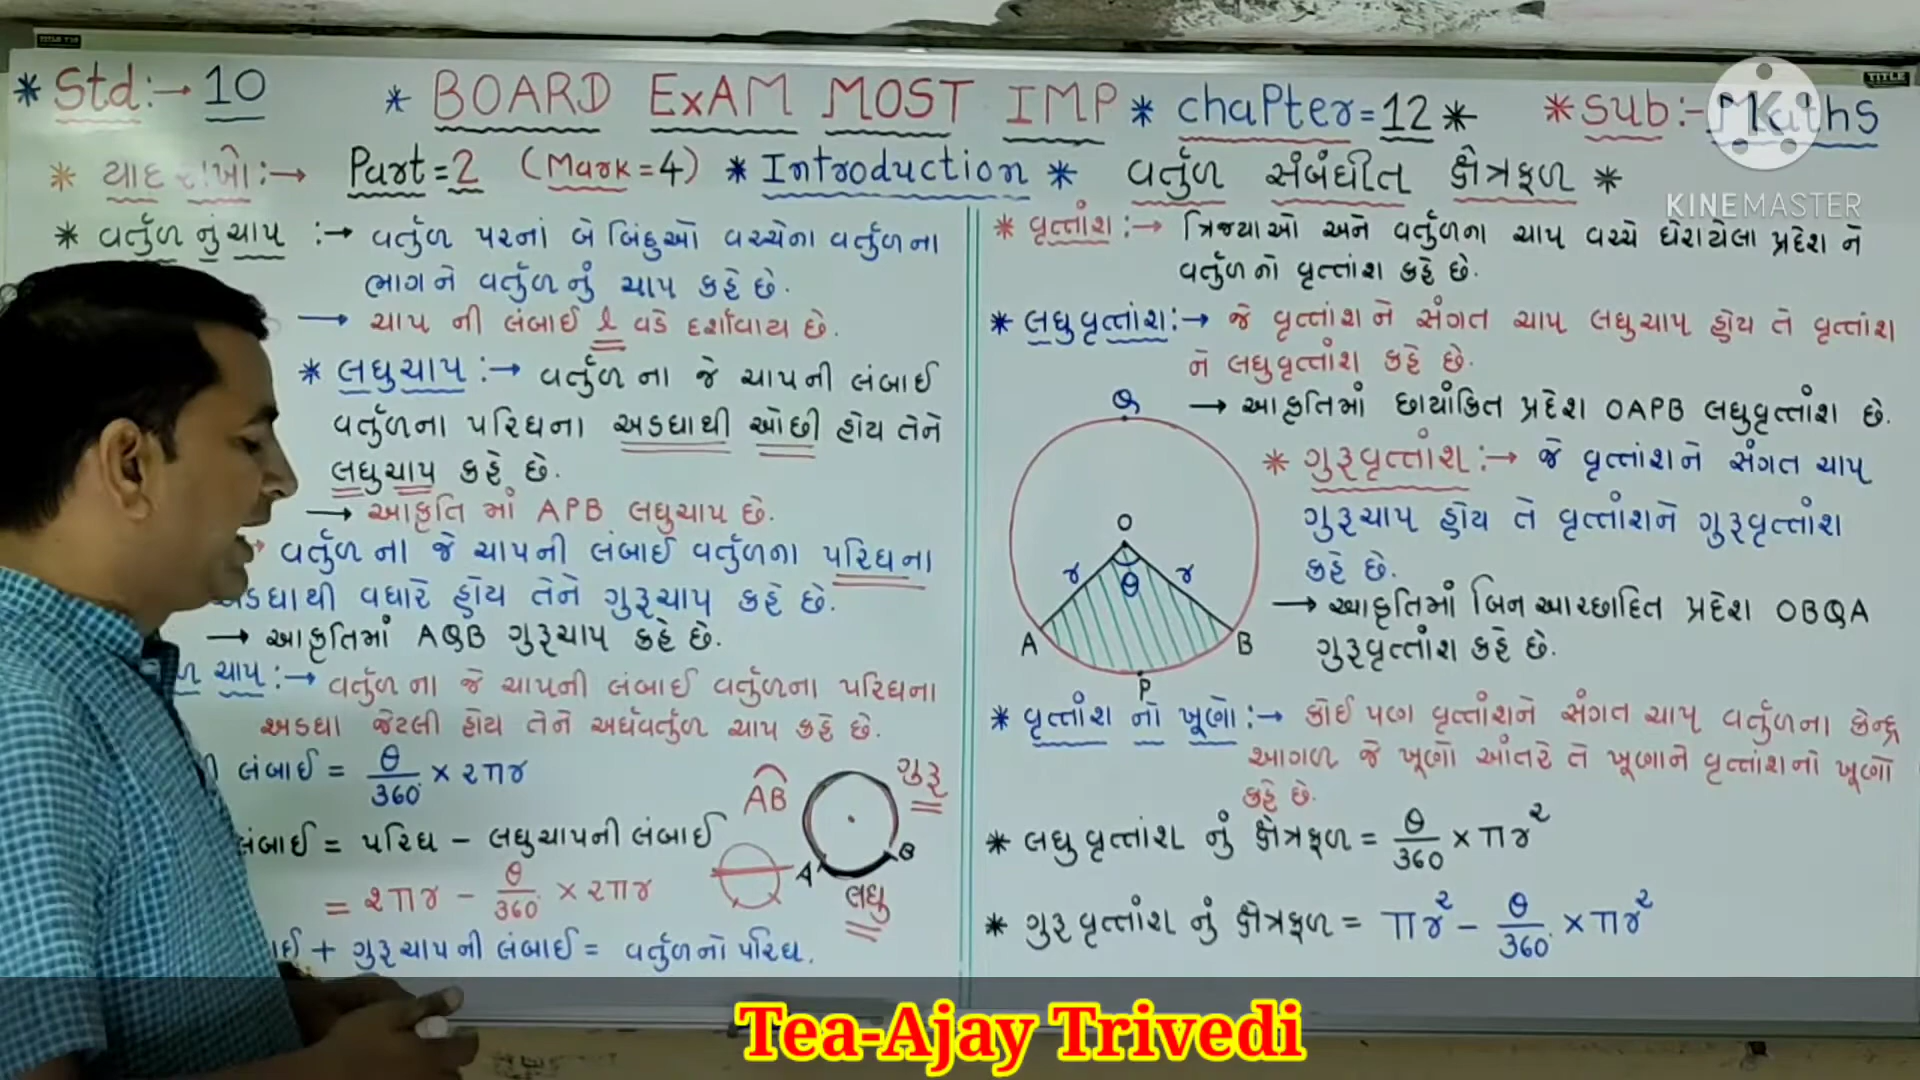 * Std:→ 10 * BOARD ExAM MOST IMP * chaPter=12 * * Sub:- Maths
KINEMASTER
* યાદ રાખો:→ Part=2 (Mark=4) * Introduction * વર્તુળ સંબંધીત ક્ષેત્રફળ *
* વર્તુળ નું ચાપ :→ વર્તુળ પરનાં બે બિંદુઓ વચ્ચેના વર્તુળ ના
ભાગ ને વર્તુળ નું ચાપ કહે છે.
→ ચાપ ની લંબાઈ l વડે દર્શાવાય છે.
* લઘુચાપ :→ વર્તુળ ના જે ચાપની લંબાઈ
વર્તુળના પરિઘના અડધાથી ઓછી હોય તેને
લઘુચાપ કહે છે.
→ આકૃતિ માં APB લઘુચાપ છે.
વર્તુળ ના જે ચાપની લંબાઈ વર્તુળના પરિઘના
અડધાથી વધારે હોય તેને ગુરૂચાપ કહે છે.
→ આકૃતિમાં AQB ગુરૂચાપ કહે છે.
ચાપ :→ વર્તુળ ના જે ચાપની લંબાઈ વર્તુળના પરિઘના
અડધા જેટલી હોય તેને અર્ધવર્તુળ ચાપ કહે છે.
લંબાઈ = θ/360 × 2πr
લંબાઈ = પરિઘ - લઘુચાપની લંબાઈ
= 2πr - θ/360 × 2πr
+ ગુરૂચાપની લંબાઈ = વર્તુળનો પરિઘ.
AB
ગુરૂ
A
B
લઘુ
* વૃત્તાંશ :→ ત્રિજ્યાઓ અને વર્તુળના ચાપ વચ્ચે ઘેરાયેલા પ્રદેશ ને
વર્તુળનો વૃત્તાંશ કહે છે.
* લઘુવૃત્તાંશ:→ જે વૃત્તાંશ ને સંગત ચાપ લઘુચાપ હોય તે વૃત્તાંશ
ને લઘુવૃત્તાંશ કહે છે.
→ આકૃતિમાં છાયાંકિત પ્રદેશ OAPB લઘુવૃત્તાંશ છે.
* ગુરૂવૃત્તાંશ :→ જે વૃત્તાંશને સંગત ચાપ
ગુરૂચાપ હોય તે વૃત્તાંશને ગુરૂવૃત્તાંશ
કહે છે.
→ આકૃતિમાં બિન આચ્છાદિત પ્રદેશ OBQA
ગુરૂવૃત્તાંશ કહે છે.
Q
O
r r
θ
A B
P
* વૃત્તાંશ નો ખૂણો :→ કોઈ પણ વૃત્તાંશને સંગત ચાપ વર્તુળના કેન્દ્ર
આગળ જે ખૂણો આંતરે તે ખૂણાને વૃત્તાંશનો ખૂણો
કહે છે.
* લઘુ વૃત્તાંશ નું ક્ષેત્રફળ = θ/360 × πr²
* ગુરૂ વૃત્તાંશ નું ક્ષેત્રફળ = πr² - θ/360 × πr²
Tea-Ajay Trivedi